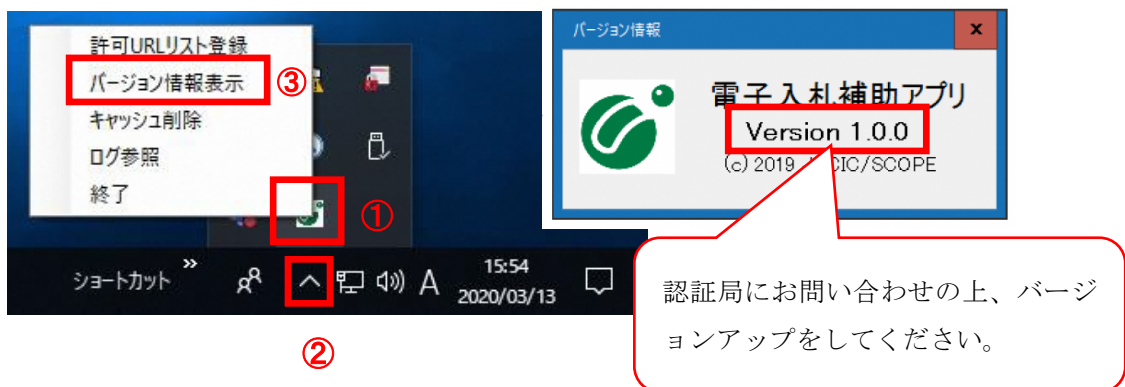 許可URLリスト登録
バージョン情報表示
③
キャッシュ削除
ログ参照
終了
①
ショートカット
»
A
15:54
2020/03/13
②
バージョン情報
x
電子入札補助アプリ
Version 1.0.0
(c) 2019 CIC/SCOPE
認証局にお問い合わせの上、バージ
ョンアップをしてください。